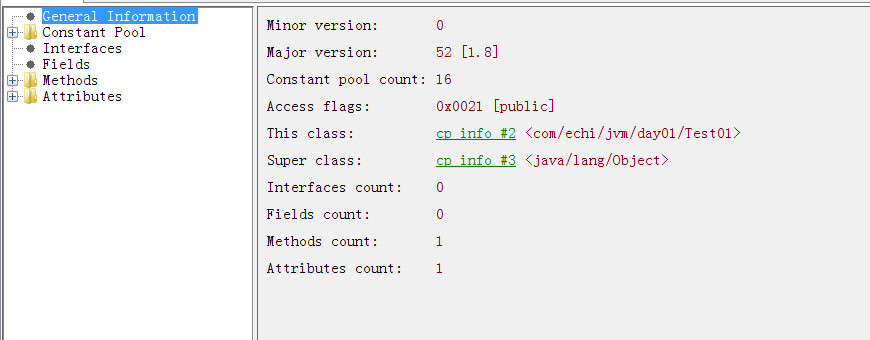 General Information
Constant Pool
Interfaces
Fields
Methods
Attributes
Minor version: 0
Major version: 52 [1.8]
Constant pool count: 16
Access flags: 0x0021 [public]
This class: cp info #2 <com/echi/jvm/day01/Test01>
Super class: cp info #3 <java/lang/Object>
Interfaces count: 0
Fields count: 0
Methods count: 1
Attributes count: 1